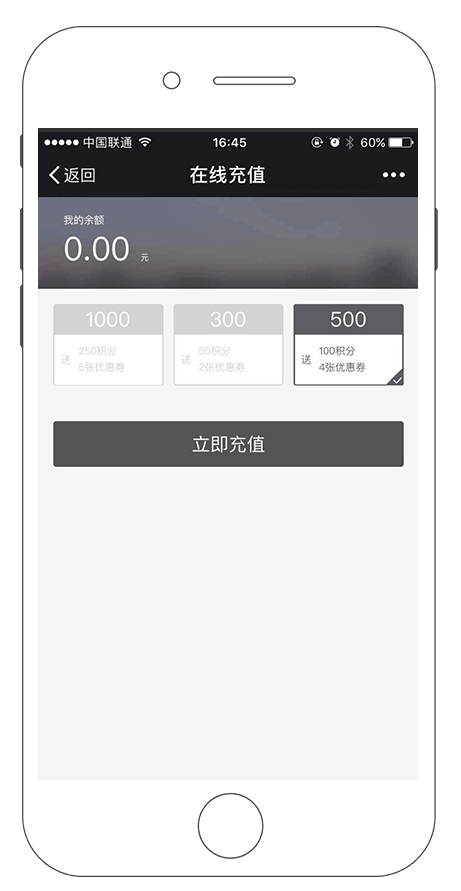 中国联通 16:45 60%
返回 在线充值
我的余额
0.00 元
1000 300 500
送 250积分 送 50积分 送 100积分
5张优惠券 2张优惠券 4张优惠券
立即充值